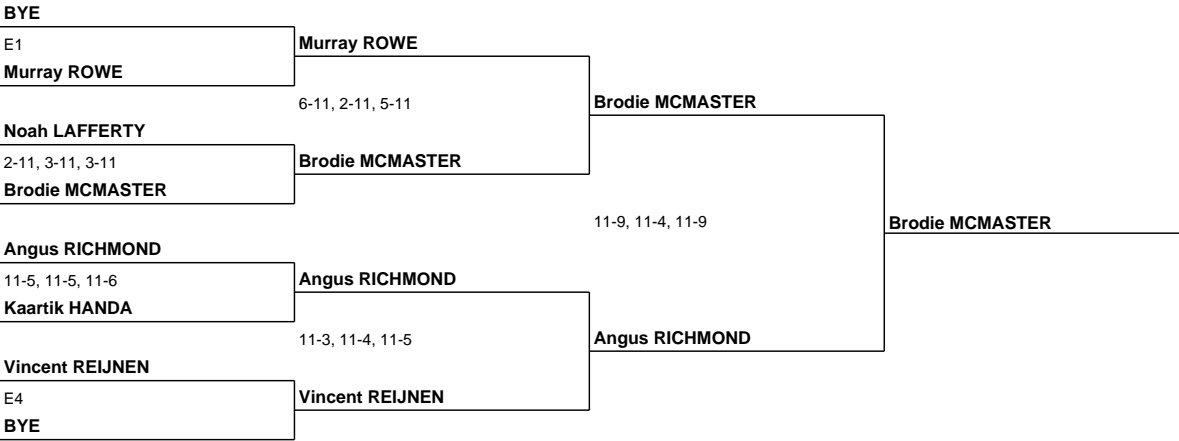 BYE
E1
Murray ROWE
Murray ROWE
6-11, 2-11, 5-11
Brodie MCMASTER
Noah LAFFERTY
2-11, 3-11, 3-11
Brodie MCMASTER
Brodie MCMASTER
11-9, 11-4, 11-9
Brodie MCMASTER
Angus RICHMOND
11-5, 11-5, 11-6
Angus RICHMOND
Kaartik HANDA
11-3, 11-4, 11-5
Angus RICHMOND
Vincent REIJNEN
E4
Vincent REIJNEN
BYE